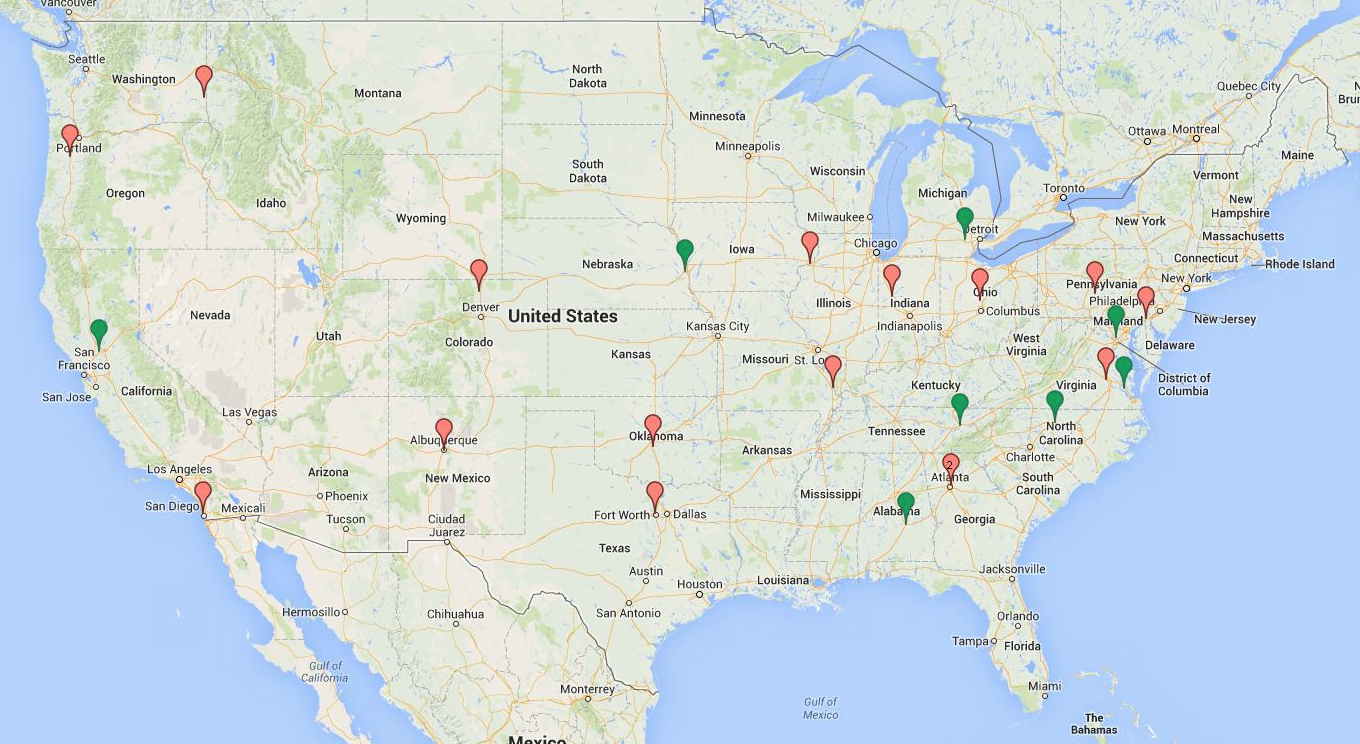 Vancouver
Seattle
Washington
Montana
North
Dakota
Minnesota
Quebec City
Ottawa
Montreal
Maine
Portland
Minneapolis
South
Dakota
Wisconsin
Vermont
Oregon
Idaho
Wyoming
Michigan
Toronto
New
Hampshire
Milwaukee
New York
Detroit
Massachusetts
Iowa
Chicago
Nebraska
Connecticut
Rhode Island
Pennsylvania
New York
Ohio
Illinois
Indiana
Philadelphia
Denver
United States
Nevada
Columbus
Maryland
New Jersey
Kansas City
Indianapolis
Utah
Colorado
West
Virginia
Delaware
San
Francisco
Kansas
Missouri
St. Lo
District of
Columbia
California
Kentucky
Virginia
San Jose
Las Vegas
Albuquerque
Oklahoma
Tennessee
North
Carolina
Arkansas
Charlotte
Los Angeles
Arizona
New Mexico
2
Atlanta
South
Carolina
Phoenix
Mississippi
San Diego
Mexicali
Tucson
Ciudad
Juarez
Fort Worth
Dallas
Alabama
Georgia
Texas
Austin
Houston
Louisiana
Jacksonville
Hermosillo
Chihuahua
San Antonio
Orlando
Tampa
Florida
Gulf of
California
Monterrey
Miami
Gulf of
Mexico
The
Bahamas
Mexico